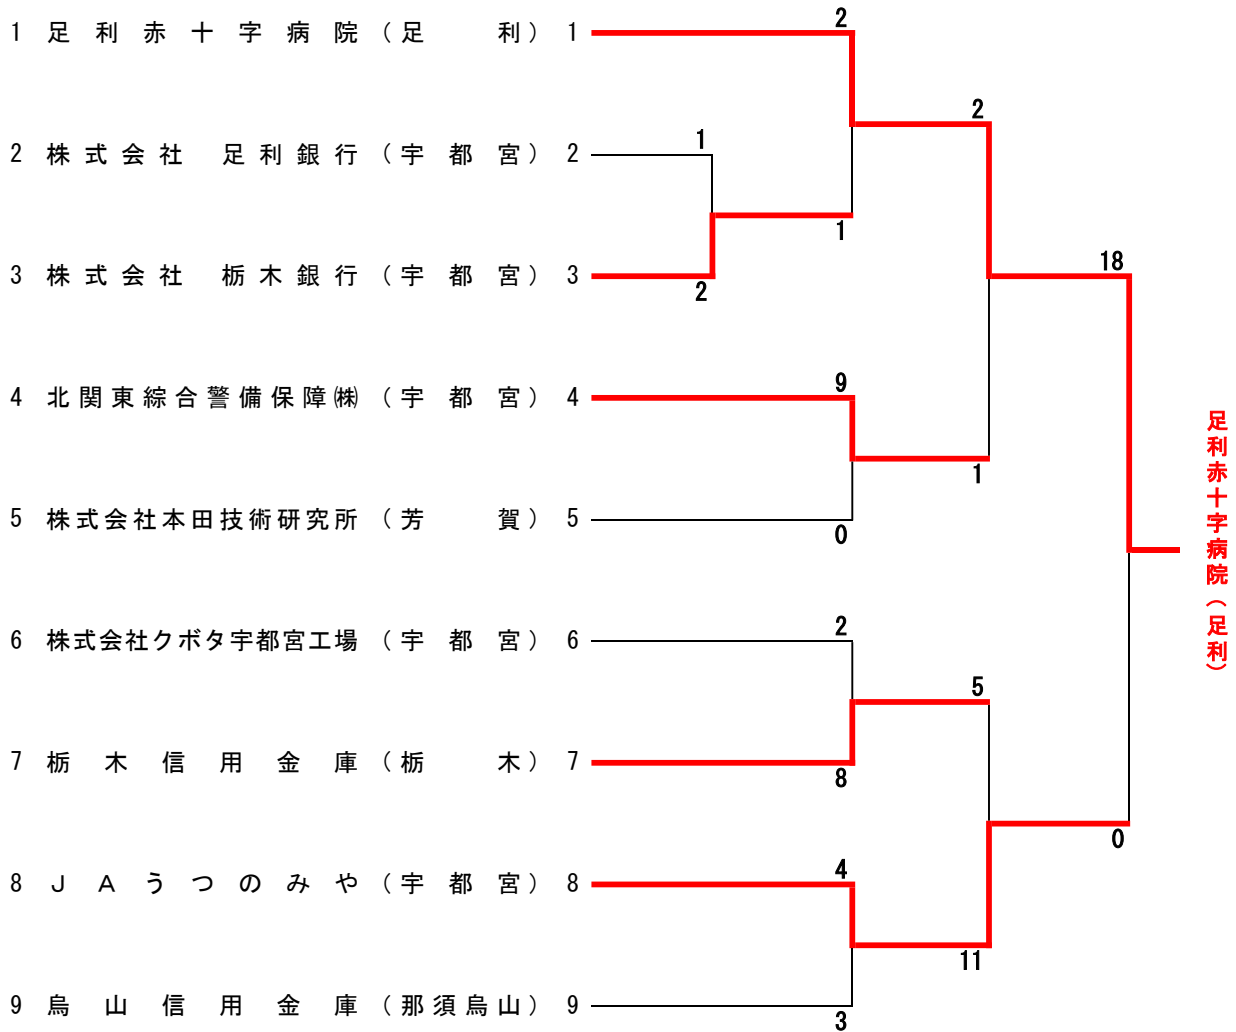 2
1 足利赤十字病院（足利）1
2
1
2 株式会社 足利銀行（宇都宮）2
18
1
3 株式会社 栃木銀行（宇都宮）3
2
9
4 北関東綜合警備保障㈱（宇都宮）4
足利赤十字病院（足利）
1
5 株式会社本田技術研究所（芳賀）5
0
2
6 株式会社クボタ宇都宮工場（宇都宮）6
5
7 栃木信用金庫（栃木）7
8
0
4
8 ＪＡうつのみや（宇都宮）8
11
9 烏山信用金庫（那須烏山）9
3